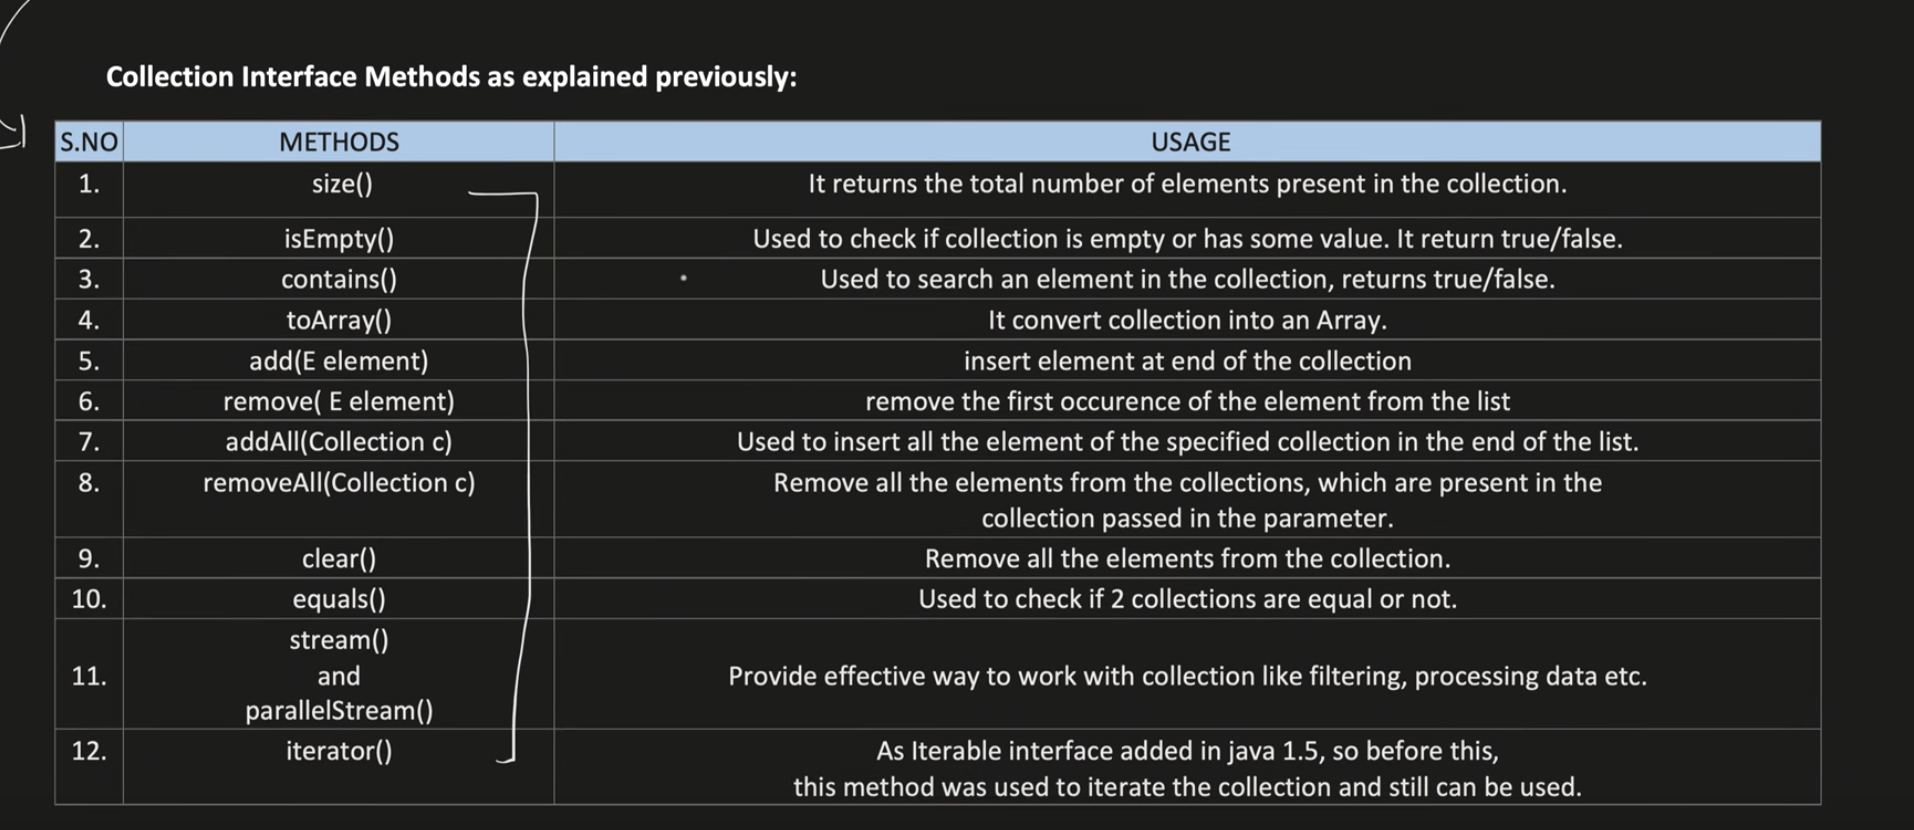 Collection Interface Methods as explained previously:
S.NO METHODS USAGE
1. size() It returns the total number of elements present in the collection.
2. isEmpty() Used to check if collection is empty or has some value. It return true/false.
3. contains() Used to search an element in the collection, returns true/false.
4. toArray() It convert collection into an Array.
5. add(E element) insert element at end of the collection
6. remove( E element) remove the first occurence of the element from the list
7. addAll(Collection c) Used to insert all the element of the specified collection in the end of the list.
8. removeAll(Collection c) Remove all the elements from the collections, which are present in the
collection passed in the parameter.
9. clear() Remove all the elements from the collection.
10. equals() Used to check if 2 collections are equal or not.
stream()
11. and Provide effective way to work with collection like filtering, processing data etc.
parallelStream()
12. iterator() As Iterable interface added in java 1.5, so before this,
this method was used to iterate the collection and still can be used.